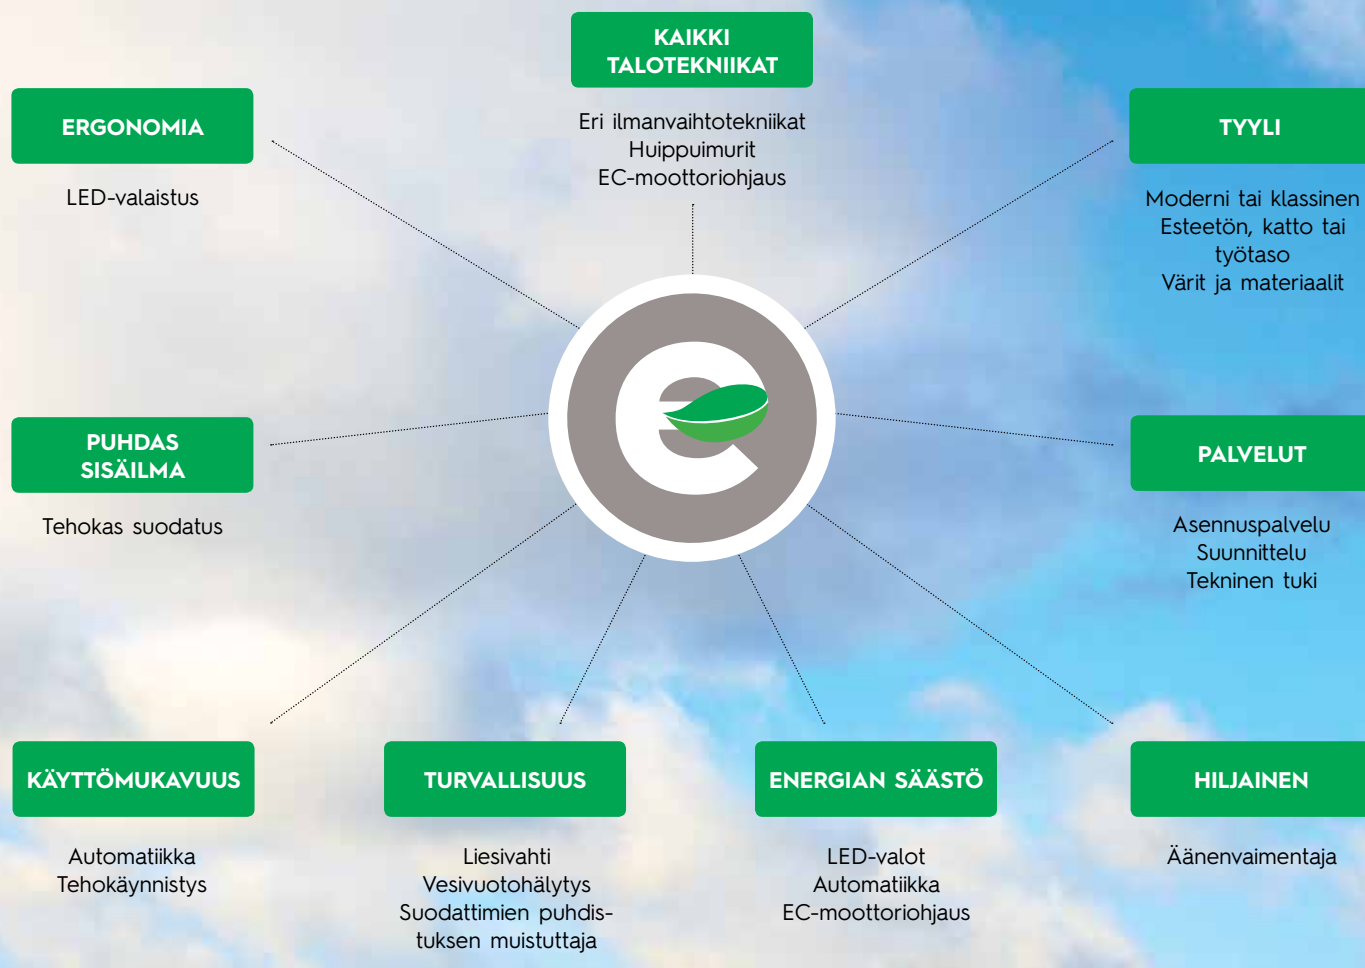 KAIKKI
TALOTEKNIIKAT
Eri ilmanvaihtotekniikat
Huippuimurit
EC-moottoriohjaus
ERGONOMIA
LED-valaistus
TYYLI
Moderni tai klassinen
Esteetön, katto tai
työtaso
Värit ja materiaalit
e
PUHDAS
SISÄILMA
Tehokas suodatus
PALVELUT
Asennuspalvelu
Suunnittelu
Tekninen tuki
KÄYTTÖMUKAVUUS
Automatiikka
Tehokäynnistys
TURVALLISUUS
Liesivahti
Vesivuotohälytys
Suodattimien puhdis-
tuksen muistuttaja
ENERGIAN SÄÄSTÖ
LED-valot
Automatiikka
EC-moottoriohjaus
HILJAINEN
Äänenvaimentaja